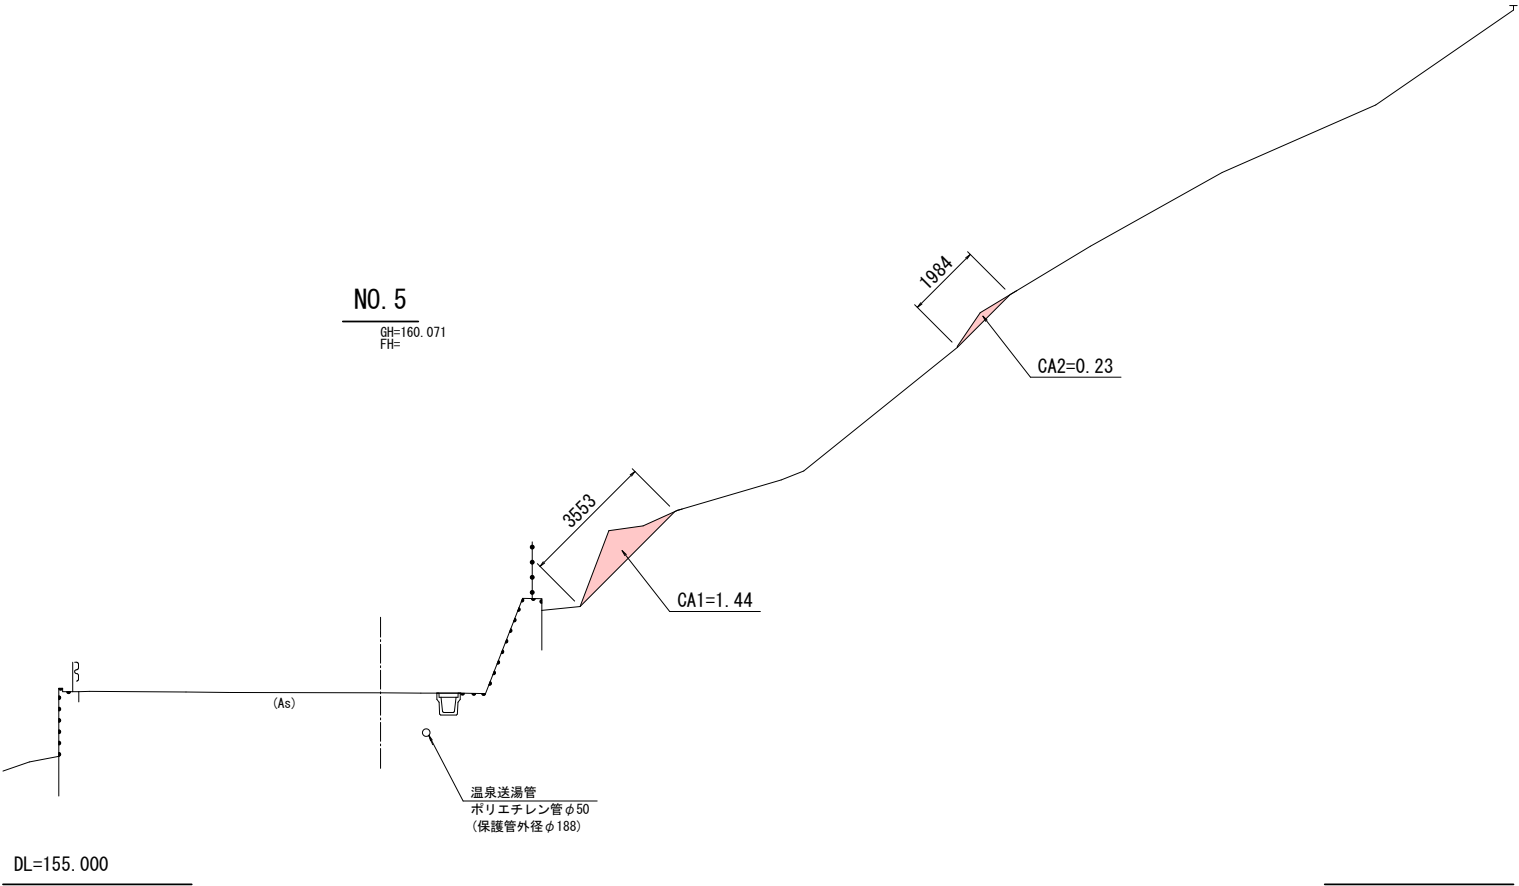 1984
NO.5
GH=160.071
FH=
CA2=0.23
3553
CA1=1.44
(As)
温泉送湯管
ポリエチレン管φ50
(保護管外径φ188)
DL=155.000